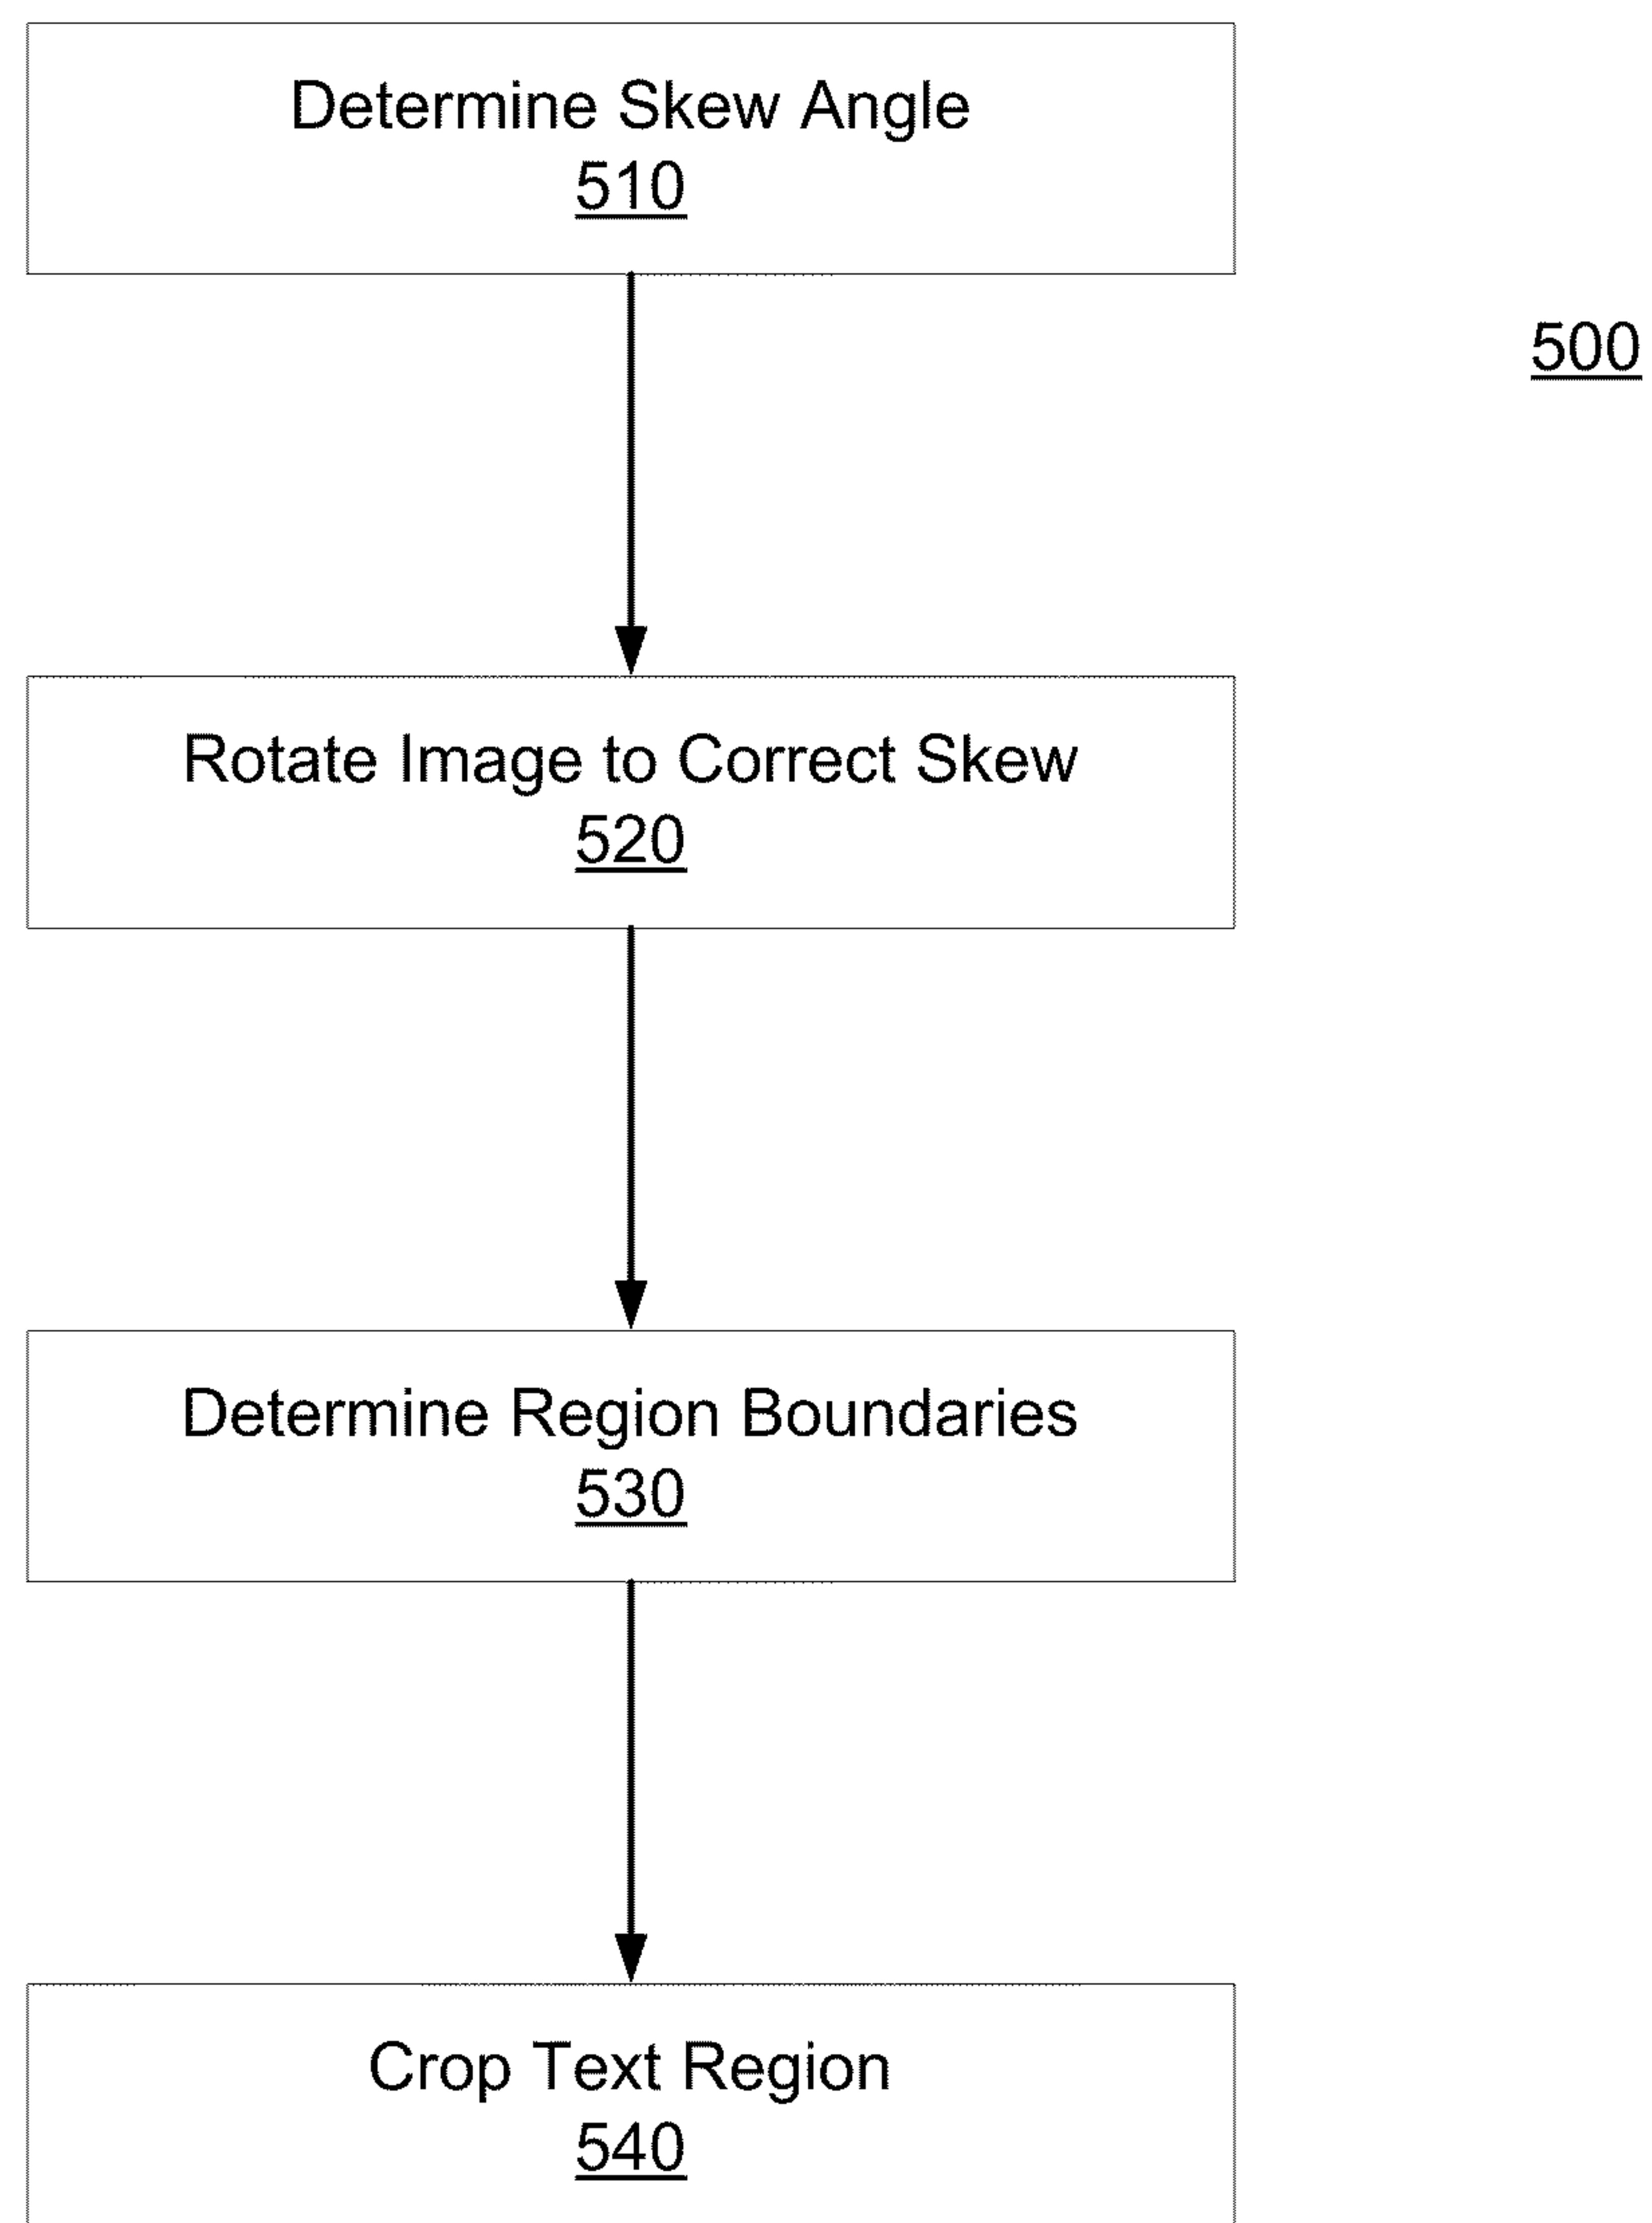 Determine Skew Angle
510
500
Rotate Image to Correct Skew
520
Determine Region Boundaries
530
Crop Text Region
540